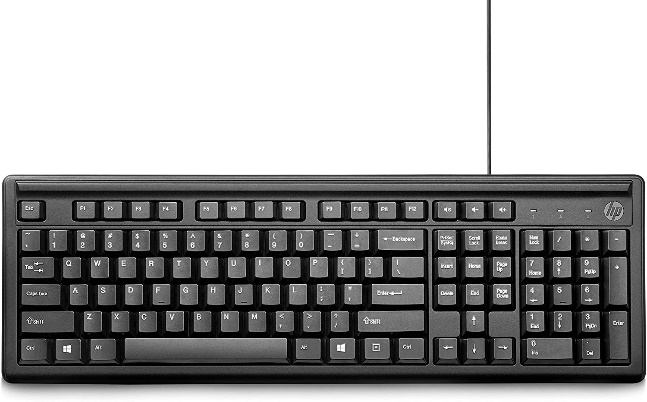 Esc F1 F2 F3 F4 F5 F6 F7 F8 F9 F10 F11 F12 hp
~ ! @ # $ % ^ & * ( ) _ +
` 1 2 3 4 5 6 7 8 9 0 - = Backspace PrtScn SysRq Scroll Lock Pause Break Num Lock / * -
Tab Q W E R T Y U I O P { [ } ] | \ Insert Home Page Up 7 Home 8 9 PgUp +
Caps Lock A S D F G H J K L : ; " ' Enter Delete End Page Down 4 5 6
Shift Z X C V B N M < , > . ? / Shift 1 End 2 3 PgDn Enter
Ctrl Alt Alt Ctrl 0 Ins . Del